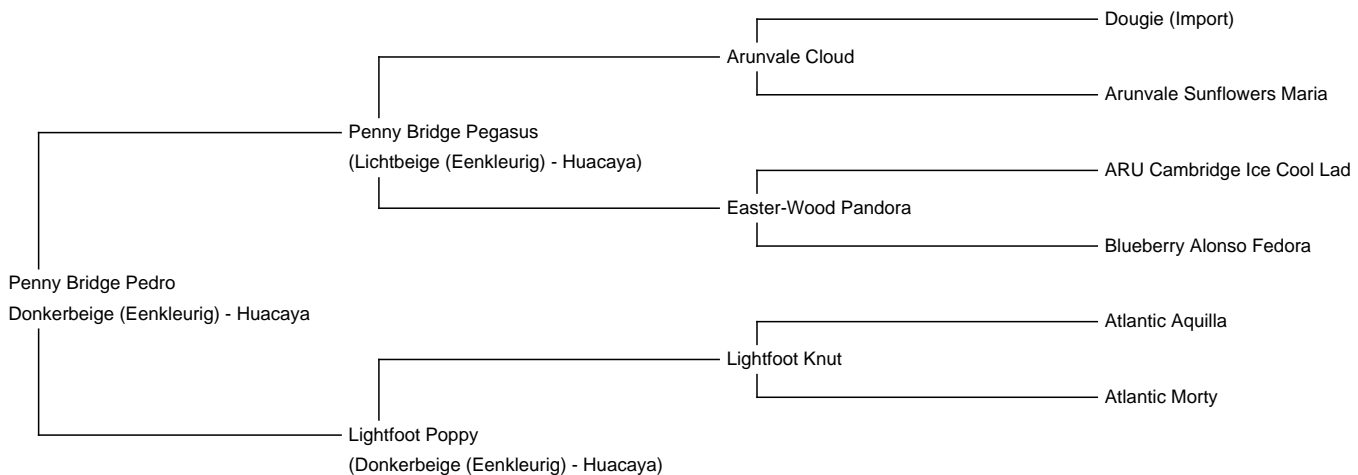 Dougie (Import)
Arunvale Cloud
Arunvale Sunflowers Maria
Penny Bridge Pegasus
(Lichtbeige (Eenkleurig) - Huacaya)
ARU Cambridge Ice Cool Lad
Easter-Wood Pandora
Blueberry Alonso Fedora
Penny Bridge Pedro
Donkerbeige (Eenkleurig) - Huacaya
Atlantic Aquilla
Lightfoot Knut
Atlantic Morty
Lightfoot Poppy
(Donkerbeige (Eenkleurig) - Huacaya)